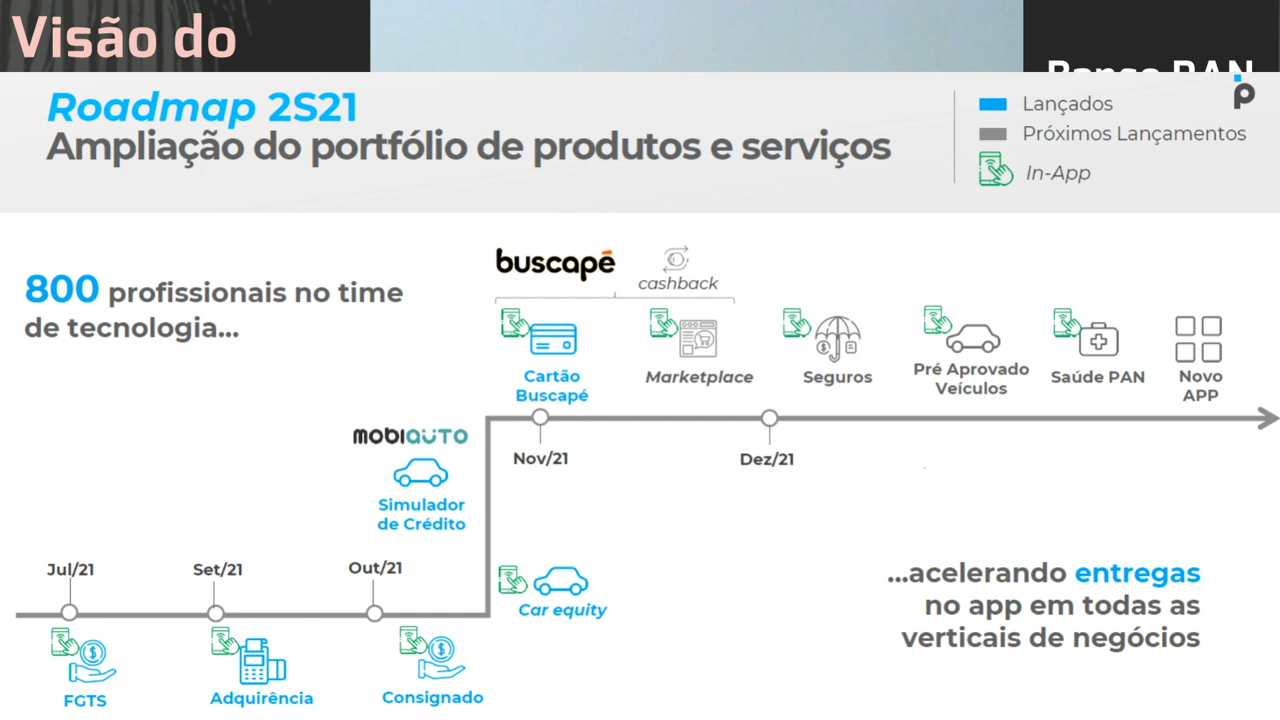 Visão do
Banco PAN
Roadmap 2S21
Ampliação do portfólio de produtos e serviços
Lançados
Próximos Lançamentos
In-App
800 profissionais no time
de tecnologia...
buscapé
cashback
Cartão
Buscapé
Marketplace
Seguros
Pré Aprovado
Veículos
Saúde PAN
Novo
APP
Nov/21
Dez/21
mobiauto
Simulador
de Crédito
Jul/21
Set/21
Out/21
Car equity
FGTS
Adquirência
Consignado
...acelerando entregas
no app em todas as
verticais de negócios